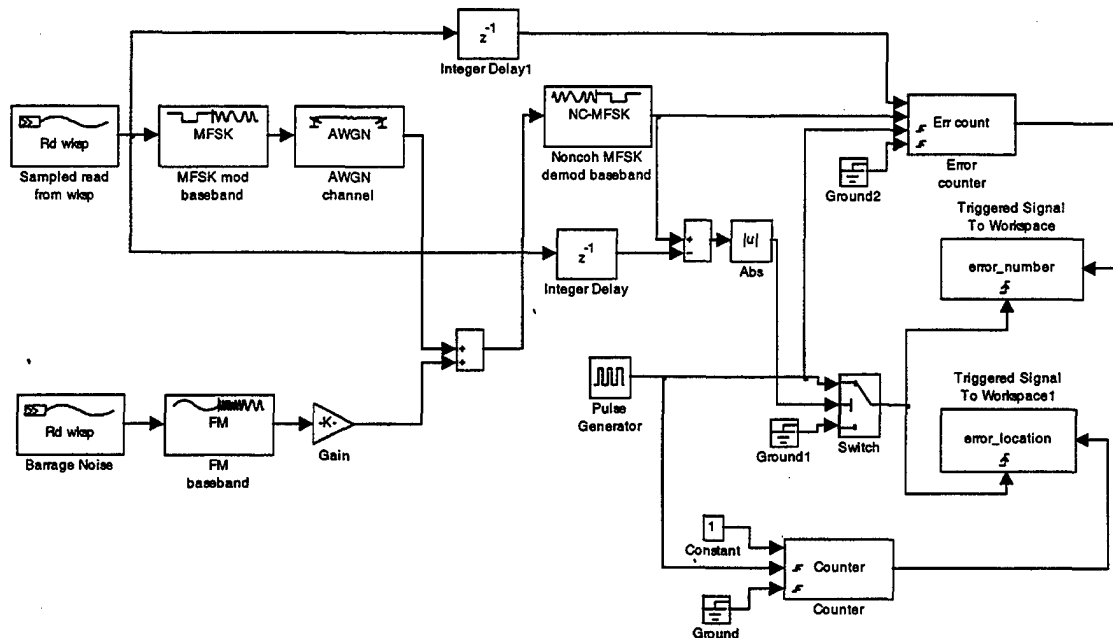 z-1
Integer Delay1
Rd wksp
Sampled read
from wksp
MFSK
MFSK mod
baseband
AWGN
AWGN
channel
NC-MFSK
Noncoh MFSK
demod baseband
Err count
Error
counter
Ground2
z-1
Integer Delay
+
-
|u|
Abs
Triggered Signal
To Workspace
error_number
+
+
Pulse
Generator
Ground1
Switch
Triggered Signal
To Workspace1
error_location
Rd wksp
Barrage Noise
FM
FM
baseband
-K-
Gain
1
Constant
Counter
Counter
Ground